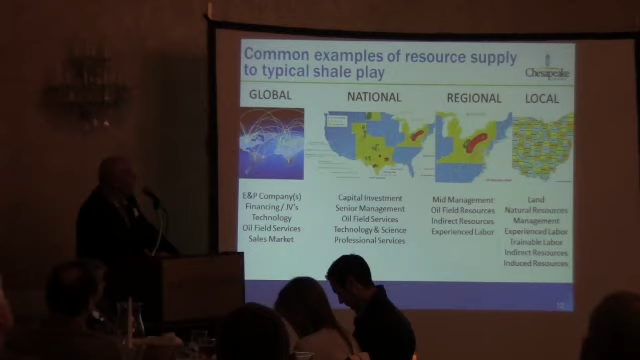 Common examples of resource supply
to typical shale play
Chesapeake
GLOBAL
NATIONAL
REGIONAL
LOCAL
E&P Company(s)
Financing / JV's
Technology
Oil Field Services
Sales Market
Capital Investment
Senior Management
Oil Field Services
Technology & Science
Professional Services
Mid Management
Oil Field Resources
Indirect Resources
Experienced Labor
Land
Natural Resources
Management
Experienced Labor
Trainable Labor
Indirect Resources
Induced Resources